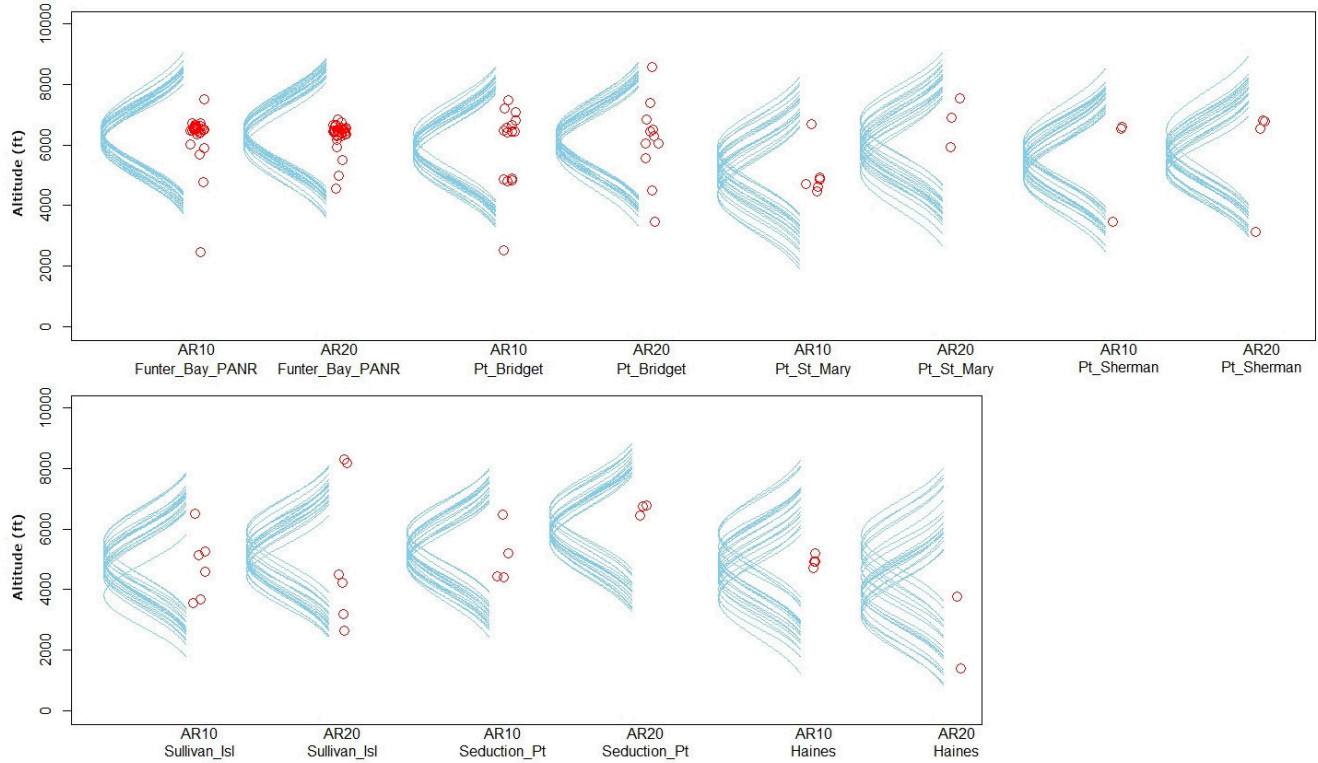 10000
8000
6000
4000
2000
0
Altitude (ft)
AR10 AR20 AR10 AR20 AR10 AR20 AR10 AR20
Funter_Bay_PANR Funter_Bay_PANR Pt_Bridget Pt_Bridget Pt_St_Mary Pt_St_Mary Pt_Sherman Pt_Sherman
10000
8000
6000
4000
2000
0
Altitude (ft)
AR10 AR20 AR10 AR20 AR10 AR20
Sullivan_Isl Sullivan_Isl Seduction_Pt Seduction_Pt Haines Haines